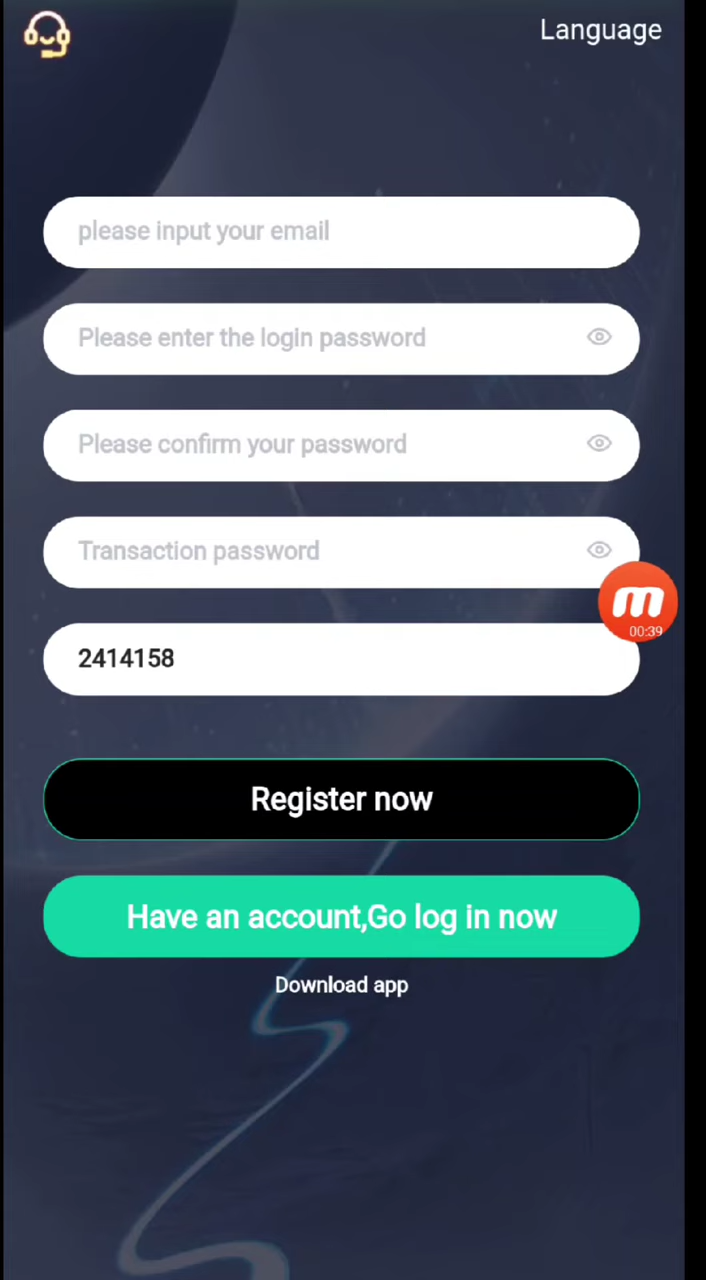 Language
please input your email
Please enter the login password
Please confirm your password
Transaction password
m
00:39
2414158
Register now
Have an account,Go log in now
Download app